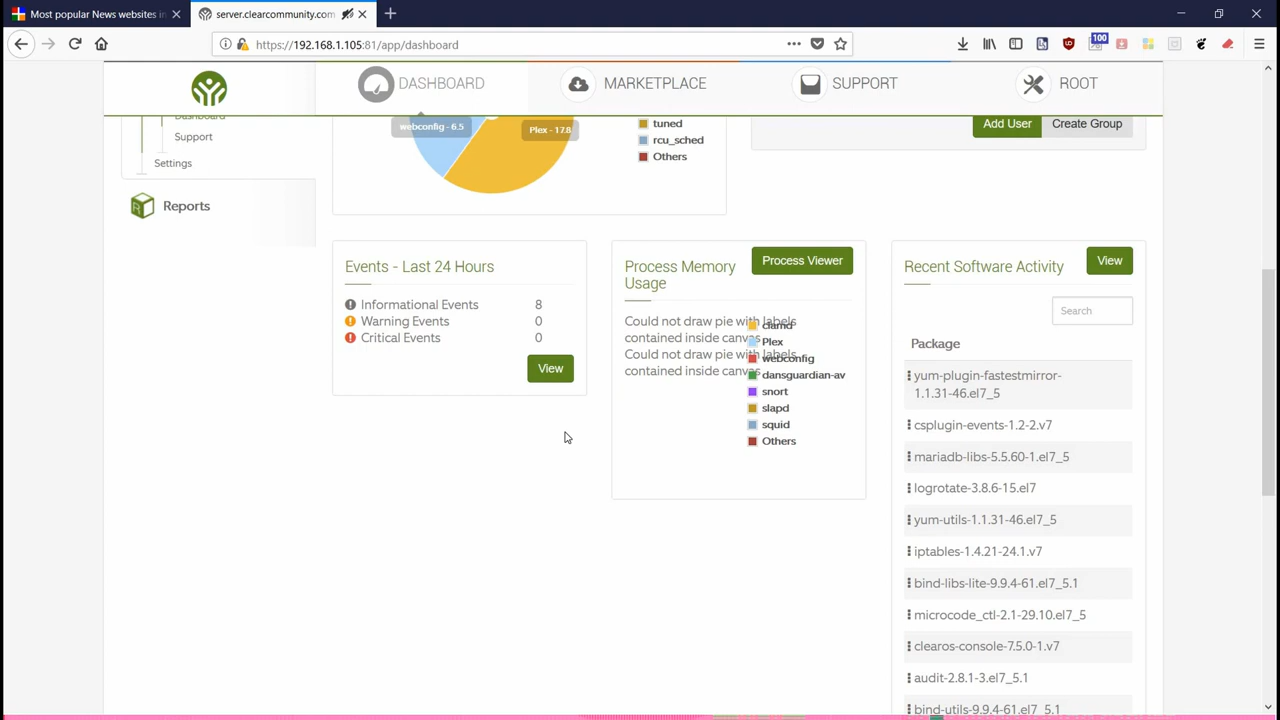 Most popular News websites in
server.clearcommunity.com
https://192.168.1.105:81/app/dashboard
100
DASHBOARD
MARKETPLACE
SUPPORT
ROOT
Dashboard
Support
Settings
Reports
webconfig - 6.5
Plex - 17.8
tuned
rcu_sched
Others
Add User
Create Group
Events - Last 24 Hours
Informational Events 8
Warning Events 0
Critical Events 0
View
Process Memory
Usage
Process Viewer
Could not draw pie with labels
contained inside canvas
Could not draw pie with labels
contained inside canvas
clamd
Plex
webconfig
dansguardian-av
snort
slapd
squid
Others
Recent Software Activity
View
Search
Package
yum-plugin-fastestmirror-
1.1.31-46.el7_5
csplugin-events-1.2-2.v7
mariadb-libs-5.5.60-1.el7_5
logrotate-3.8.6-15.el7
yum-utils-1.1.31-46.el7_5
iptables-1.4.21-24.1.v7
bind-libs-lite-9.9.4-61.el7_5.1
microcode_ctl-2.1-29.10.el7_5
clearos-console-7.5.0-1.v7
audit-2.8.1-3.el7_5.1
bind-utils-9.9.4-61.el7_5.1